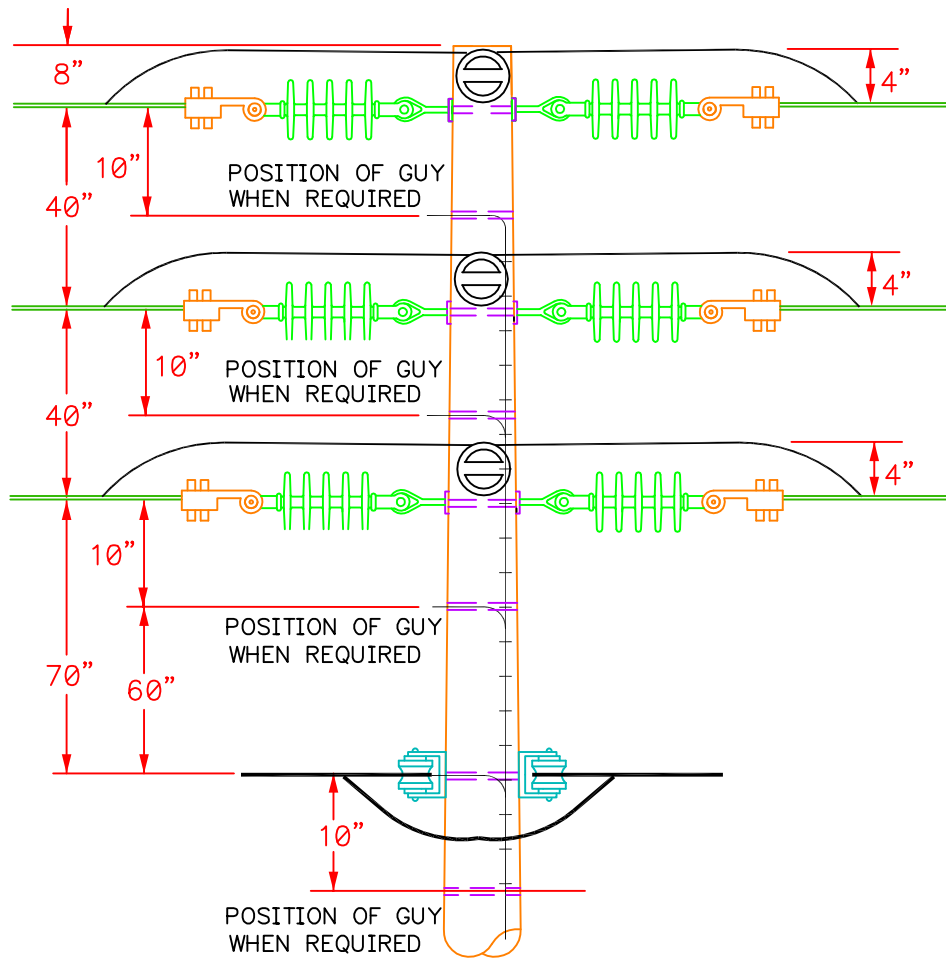 8”
4”
10”
POSITION OF GUY
WHEN REQUIRED
40”
4”
10”
POSITION OF GUY
WHEN REQUIRED
40”
4”
10”
POSITION OF GUY
WHEN REQUIRED
70”
60”
10”
POSITION OF GUY
WHEN REQUIRED